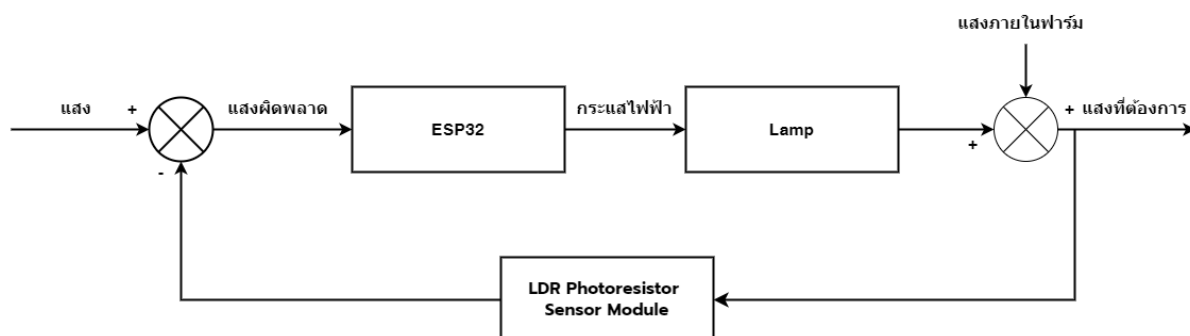 แสงภายในฟาร์ม
แสง
+
แสงผิดพลาด
ESP32
กระแสไฟฟ้า
Lamp
+
+
แสงที่ต้องการ
-
LDR Photoresistor
Sensor Module